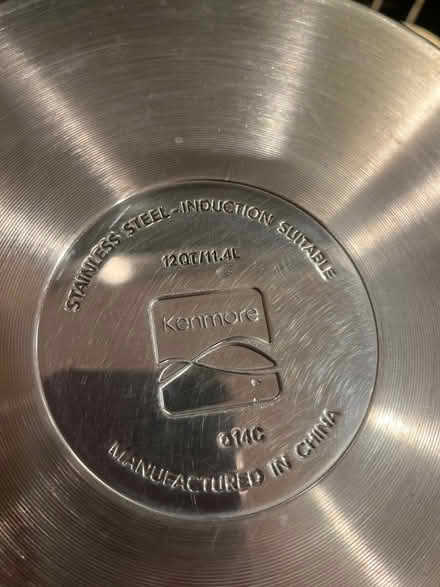 STAINLESS STEEL-INDUCTION SUITABLE
12QT/11.4L
Kenmore
MANUFACTURED IN CHINA